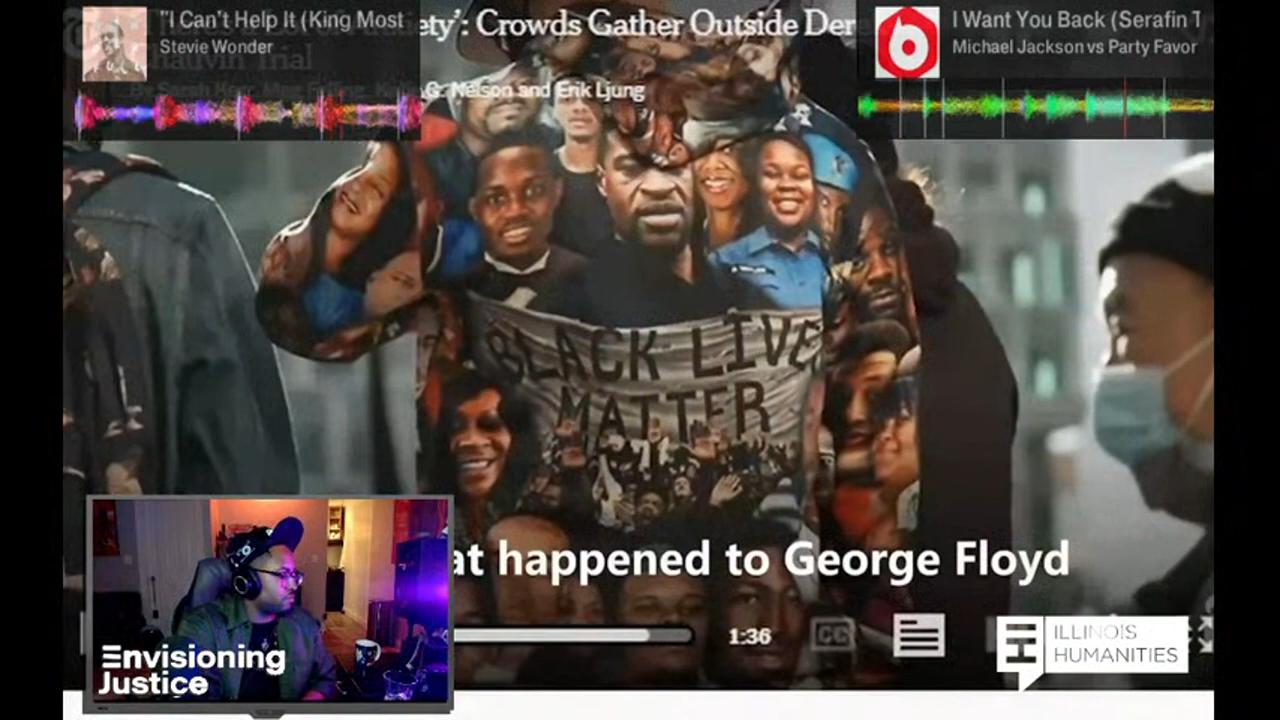 "I Can't Help It (King Most
Stevie Wonder
ety': Crowds Gather Outside Der
I Want You Back (Serafin T
Michael Jackson vs Party Favor
Trial
Nelson and Erik Ljung
BLACK LIVE
MATTER
at happened to George Floyd
1:36
CC
ILLINOIS
HUMANITIES
Envisioning
Justice